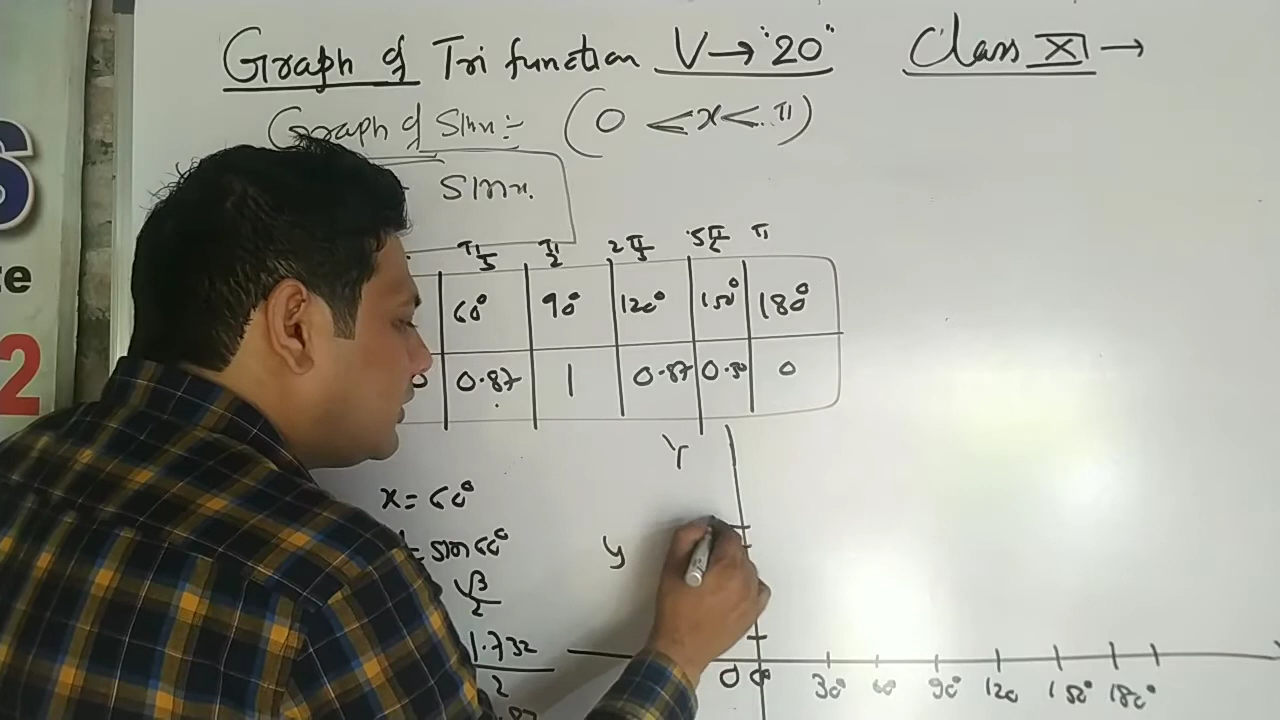 Graph of Tri function V→"20" Class XI →
Graph of Sinx:- (0 < x < π)
Sinx.
π/3 π/2 2π/3 5π/6 π
60° 90° 120° 150° 180°
0.87 1 0.87 0.50 0
Y
x = 60°
= sin 60°
y
√3/2
1.732
2
0 0° 30° 60° 90° 120 150° 180°
S
te
2